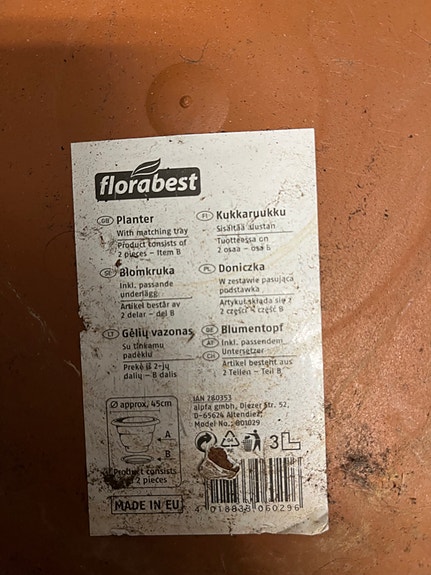 florabest
GB Planter
With matching tray
Product consists of
2 pieces – Item B
FI Kukkaruukku
Sisältää alustan
Tuotteessa on
2 osaa – osa B
SE Blomkruka
Inkl. passande
underlägg
Artikel består av
2 delar – del B
PL Doniczka
W zestawie pasująca
podstawka
Artykuł składa się z
2 części – część B
LT Gėlių vazonas
Su tinkamu
padėklu
Prekė iš 2-jų
dalių – B dalis
DE AT CH Blumentopf
Inkl. passendem
Untersetzer
Artikel besteht aus
2 Teilen – Teil B
Ø approx. 45cm
A
B
Product consists
of 2 pieces
MADE IN EU
IAN 280353
aipfa gmbh, Diezer Str. 52,
D-65624 Altendiez
Model No.: 801029
3L
4 018838 060296